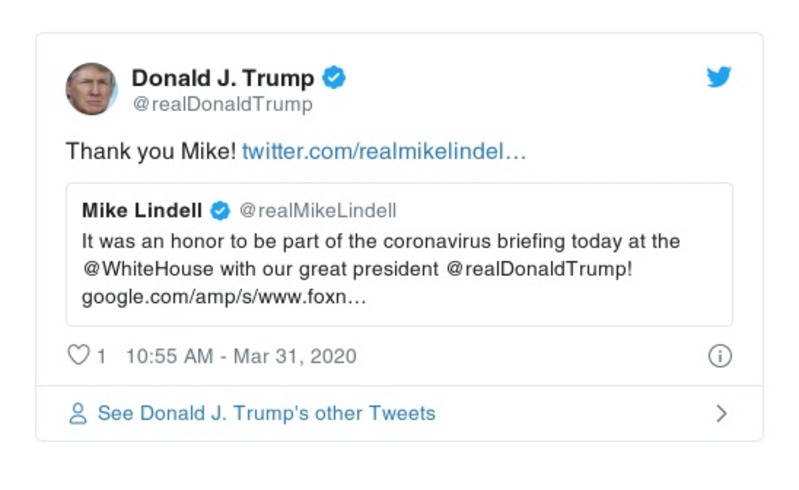 Donald J. Trump
@realDonaldTrump
Thank you Mike! twitter.com/realmikelindel…
Mike Lindell @realMikeLindell
It was an honor to be part of the coronavirus briefing today at the
@WhiteHouse with our great president @realDonaldTrump!
google.com/amp/s/www.foxn…
1 10:55 AM - Mar 31, 2020
See Donald J. Trump's other Tweets